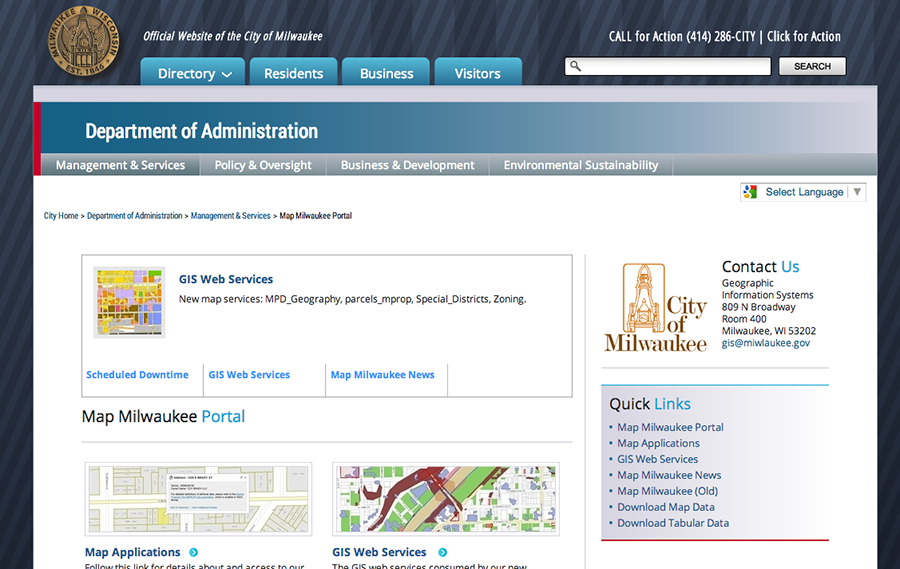 MILWAUKEE WISCONSIN
EST. 1846
Official Website of the City of Milwaukee
CALL for Action (414) 286-CITY | Click for Action
Directory
Residents
Business
Visitors
SEARCH
Department of Administration
Management & Services
Policy & Oversight
Business & Development
Environmental Sustainability
Select Language
City Home > Department of Administration > Management & Services > Map Milwaukee Portal
GIS Web Services
New map services: MPD_Geography, parcels_mprop, Special_Districts, Zoning.
Scheduled Downtime
GIS Web Services
Map Milwaukee News
Map Milwaukee Portal
Map Applications
Follow this link for details about and access to our
GIS Web Services
The GIS web services consumed by our new
City
of
Milwaukee
Contact Us
Geographic
Information Systems
809 N Broadway
Room 400
Milwaukee, WI 53202
gis@miwlaukee.gov
Quick Links
Map Milwaukee Portal
Map Applications
GIS Web Services
Map Milwaukee News
Map Milwaukee (Old)
Download Map Data
Download Tabular Data